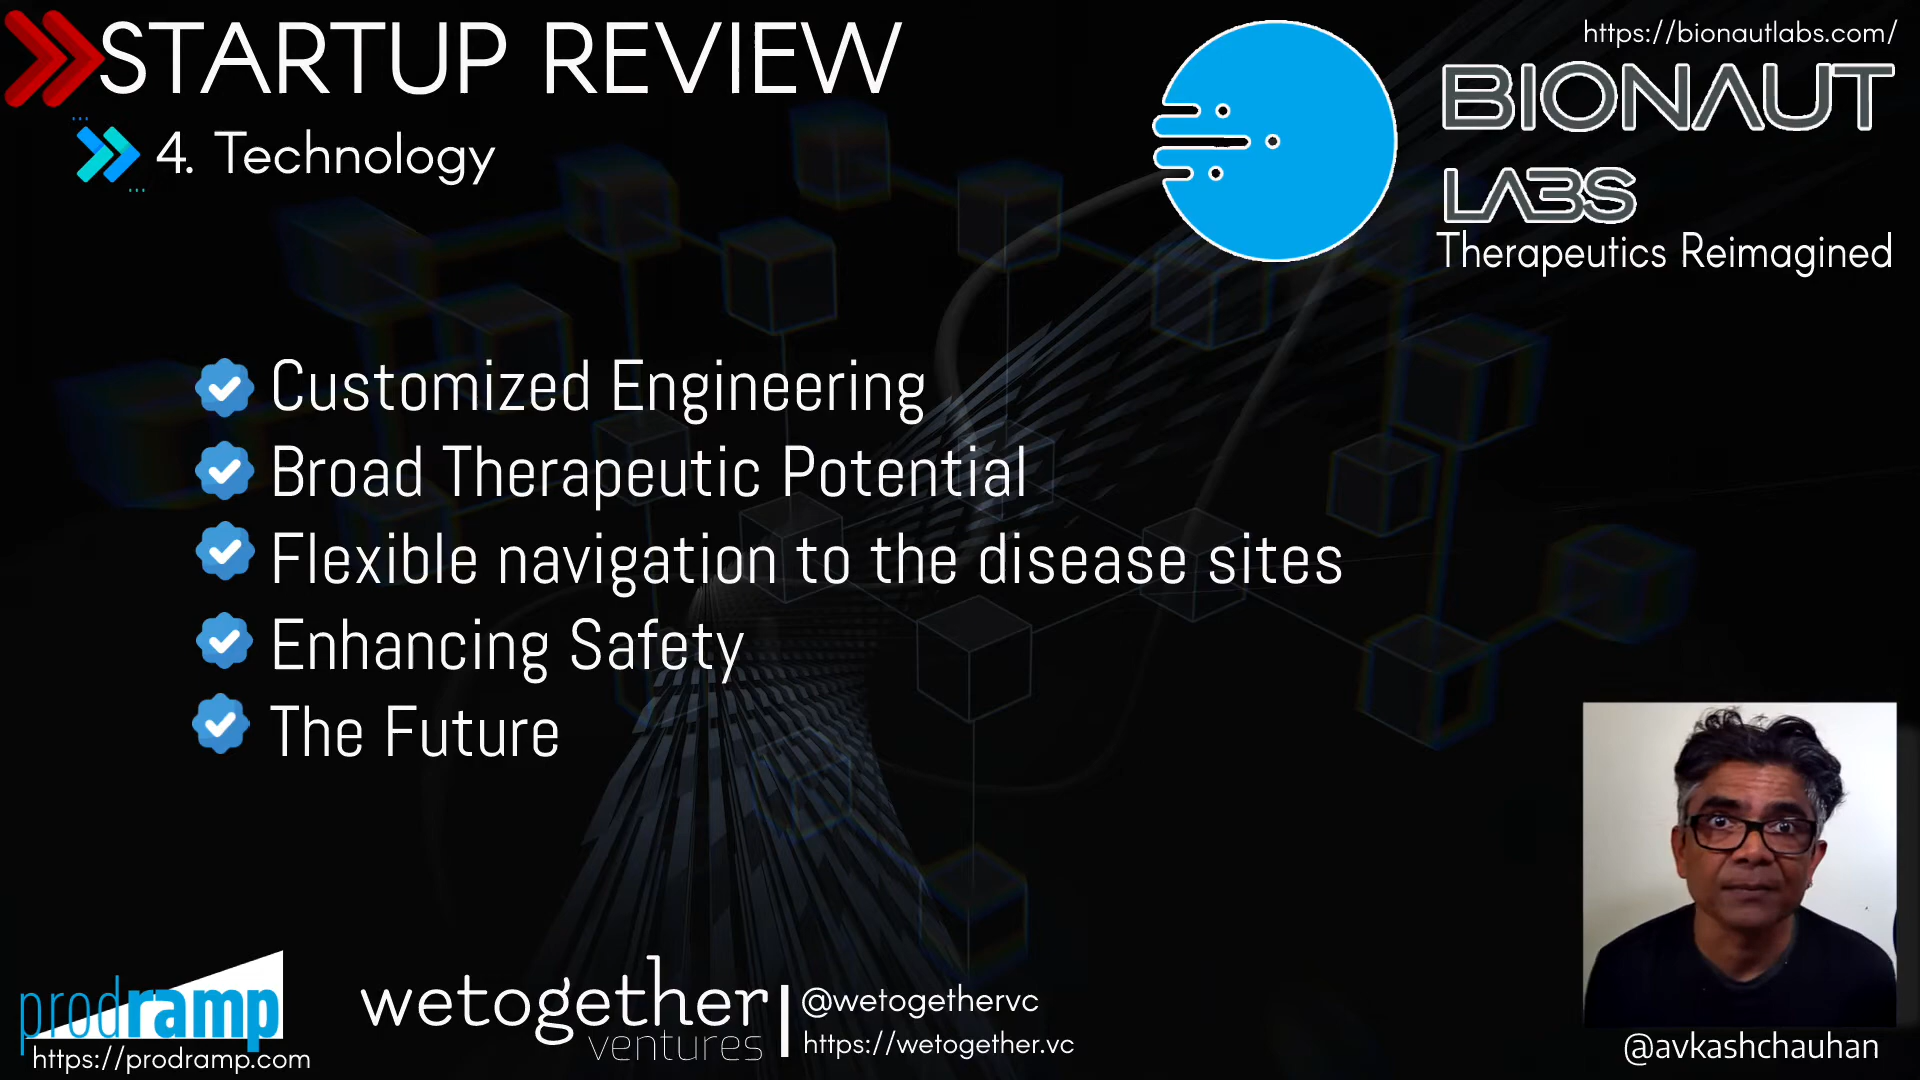 STARTUP REVIEW
4. Technology
https://bionautlabs.com/
BIONAUT
LABS
Therapeutics Reimagined
Customized Engineering
Broad Therapeutic Potential
Flexible navigation to the disease sites
Enhancing Safety
The Future
prodramp
https://prodramp.com
wetogether
ventures
@wetogethervc
https://wetogether.vc
@avkashchauhan